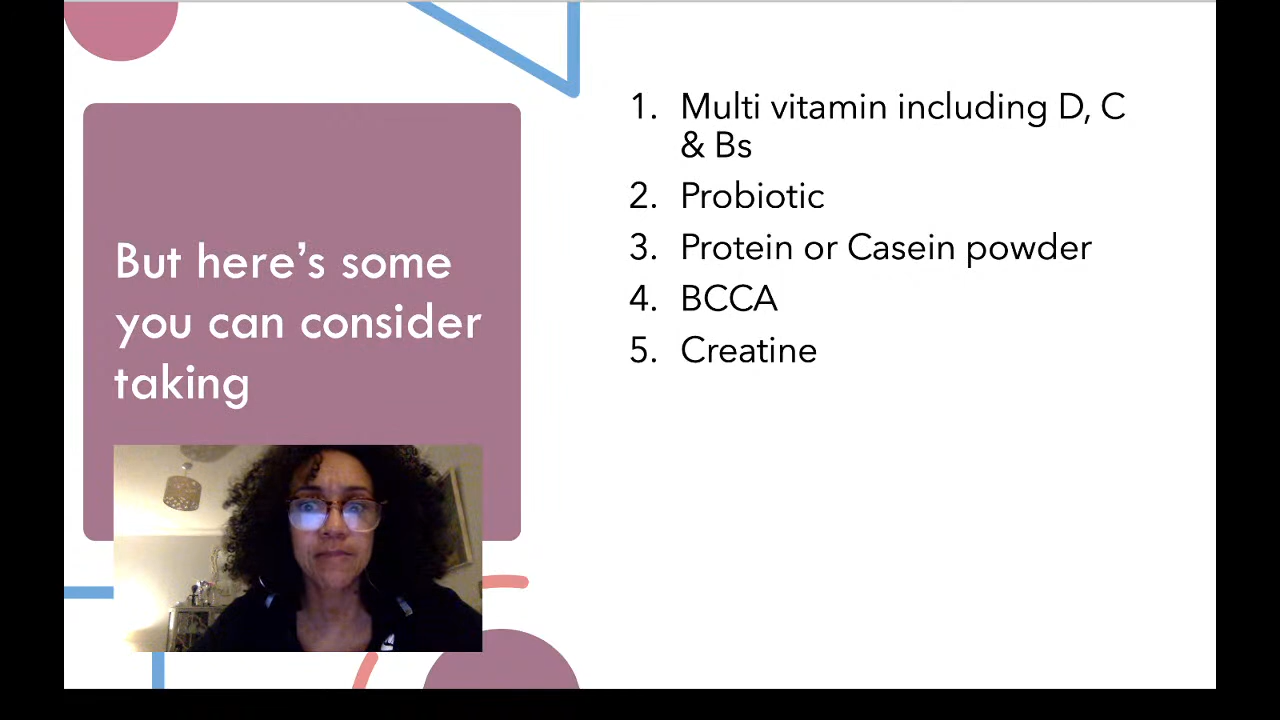 But here's some
you can consider
taking
1. Multi vitamin including D, C
& Bs
2. Probiotic
3. Protein or Casein powder
4. BCCA
5. Creatine